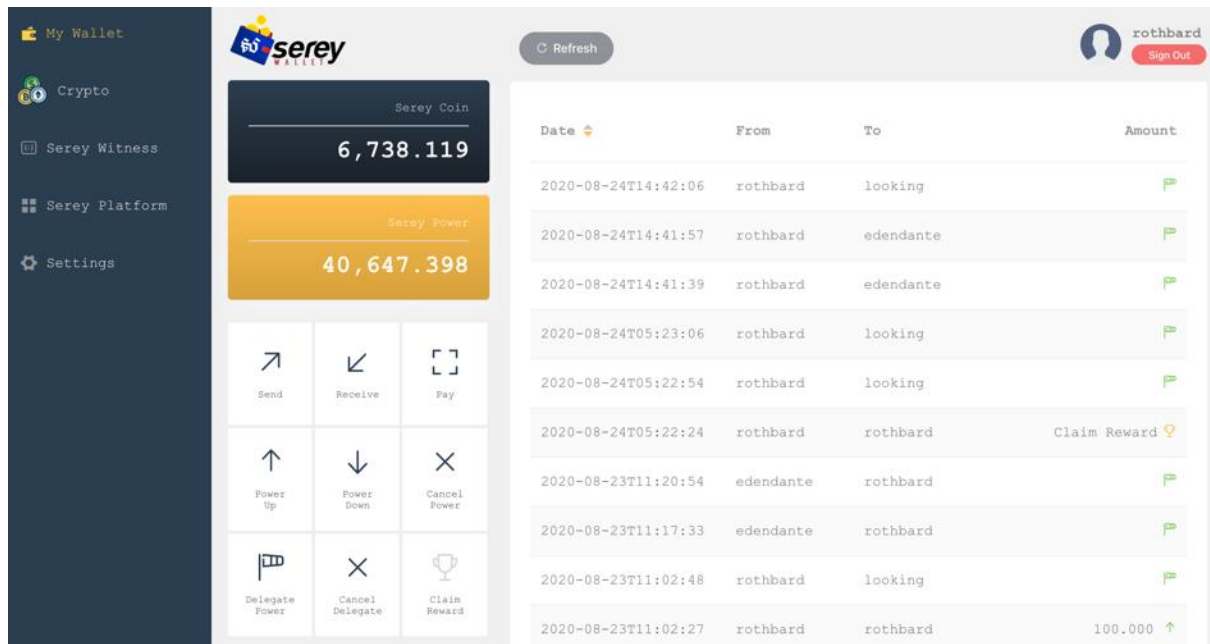 My Wallet
Crypto
Serey Witness
Serey Platform
Settings
សិ serey
WALLET
Refresh
rothbard
Sign Out
Serey Coin
6,738.119
Serey Power
40,647.398
Send Receive Pay
Power Power Cancel
Up Down Power
Delegate Cancel Claim
Power Delegate Reward
Date From To Amount
2020-08-24T14:42:06 rothbard looking
2020-08-24T14:41:57 rothbard edendante
2020-08-24T14:41:39 rothbard edendante
2020-08-24T05:23:06 rothbard looking
2020-08-24T05:22:54 rothbard looking
2020-08-24T05:22:24 rothbard rothbard Claim Reward
2020-08-23T11:20:54 edendante rothbard
2020-08-23T11:17:33 edendante rothbard
2020-08-23T11:02:48 rothbard looking
2020-08-23T11:02:27 rothbard rothbard 100.000